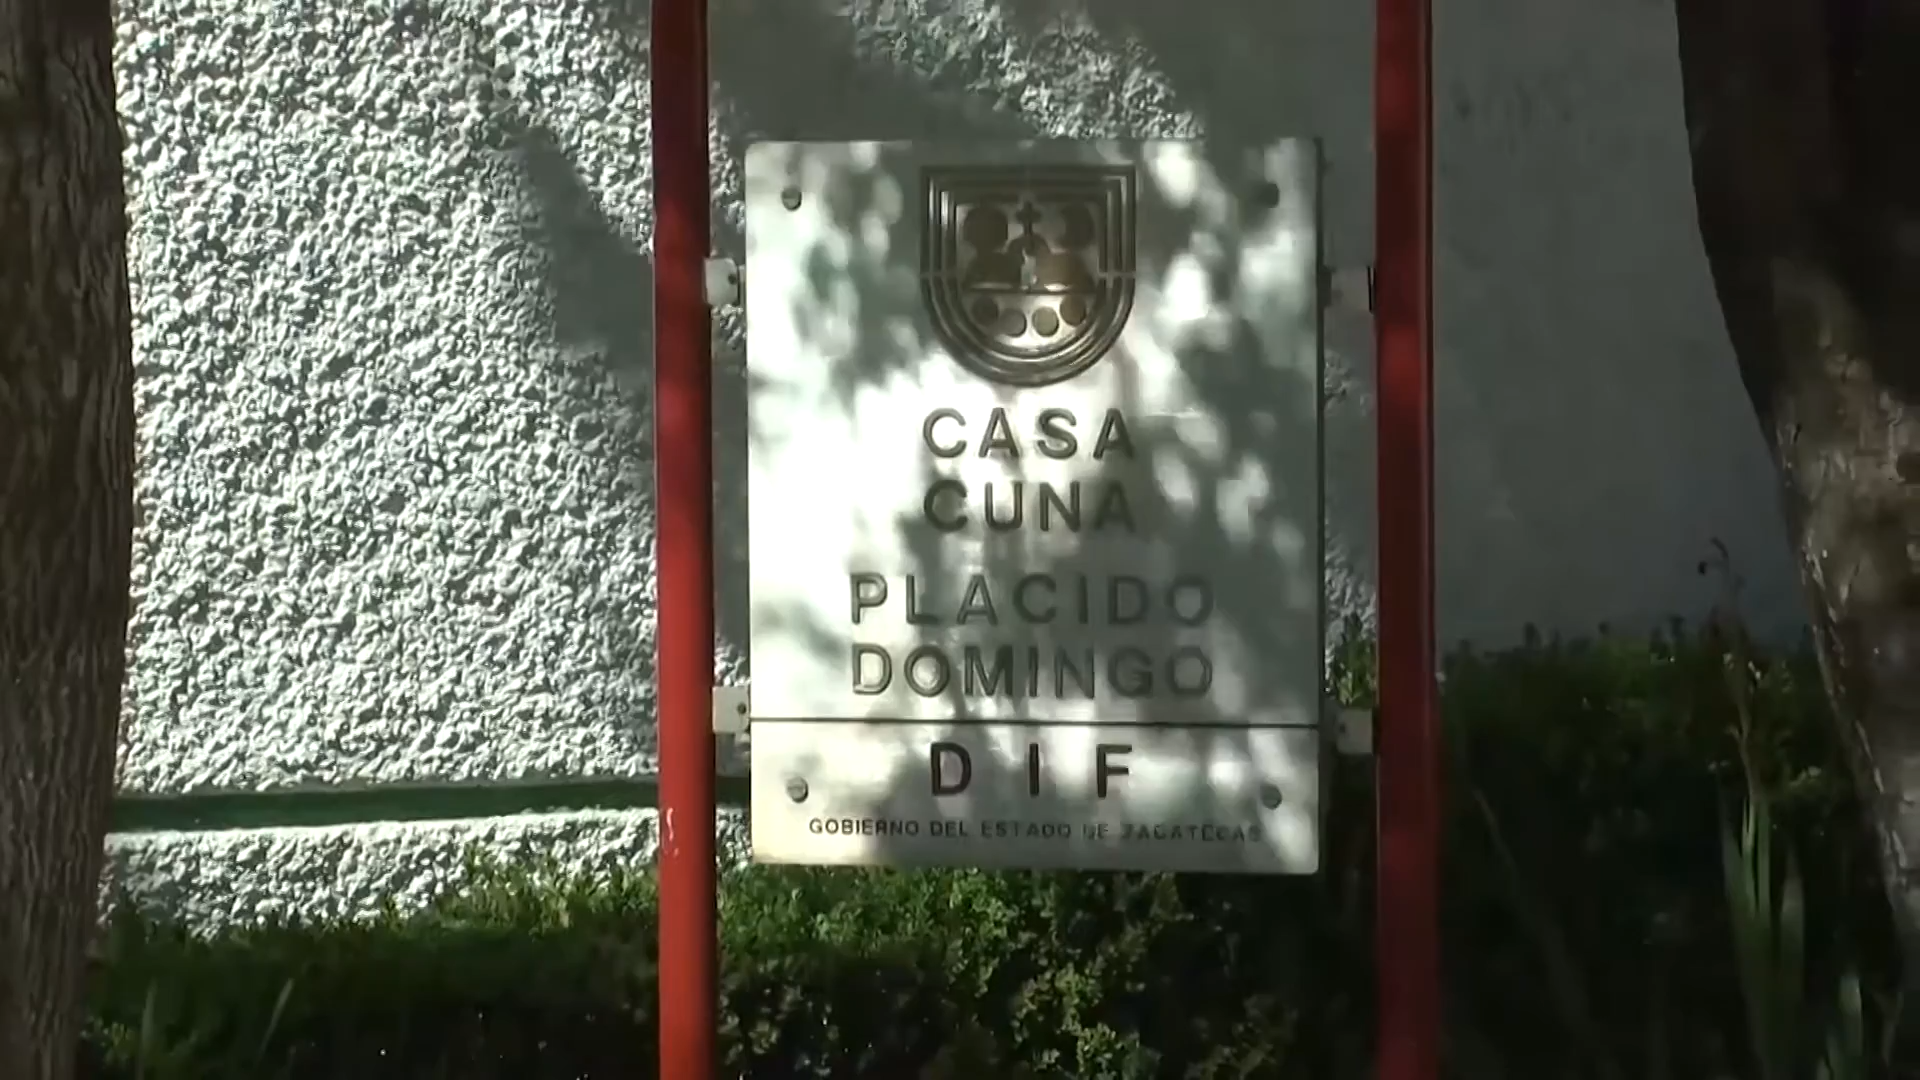 CASA
CUNA
PLACIDO
DOMINGO
DIF
GOBIERNO DEL ESTADO DE ZACATECAS